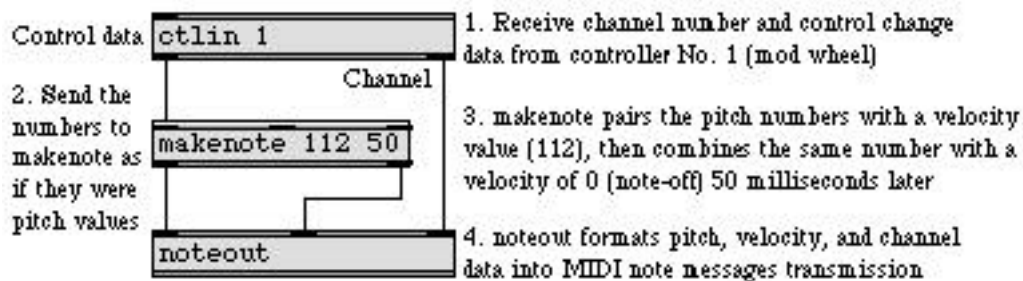 Control data
ctlin 1
1. Receive channel number and control change
data from controller No. 1 (mod wheel)
Channel
2. Send the
numbers to
makenote as
if they were
pitch values
makenote 112 50
3. makenote pairs the pitch numbers with a velocity
value (112), then combines the same number with a
velocity of 0 (note-off) 50 milliseconds later
noteout
4. noteout formats pitch, velocity, and channel
data into MIDI note messages transmission